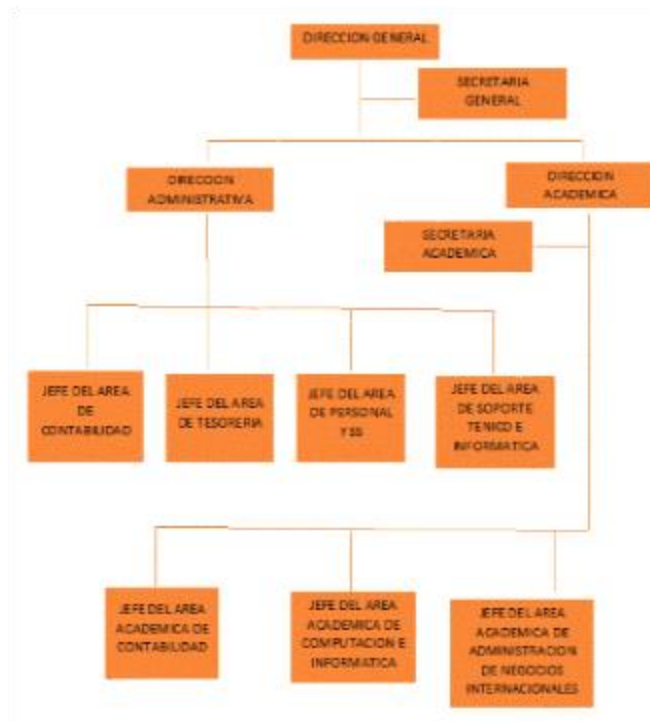 DIRECCION GENERAL
SECRETARIA
GENERAL
DIRECCION
ADMINISTRATIVA
DIRECCION
ACADEMICA
SECRETARIA
ACADEMICA
JEFE DEL AREA
DE
CONTABILIDAD
JEFE DEL AREA
DE TESORERIA
JEFE DEL AREA
DE PERSONAL
Y SS
JEFE DEL AREA
DE SOPORTE
TENICO E
INFORMATICA
JEFE DEL AREA
ACADEMICA DE
CONTABILIDAD
JEFE DEL AREA
ACADEMICA DE
COMPUTACION E
INFORMATICA
JEFE DEL AREA
ACADEMICA DE
ADMINISTRACION
DE NEGOCIOS
INTERNACIONALES